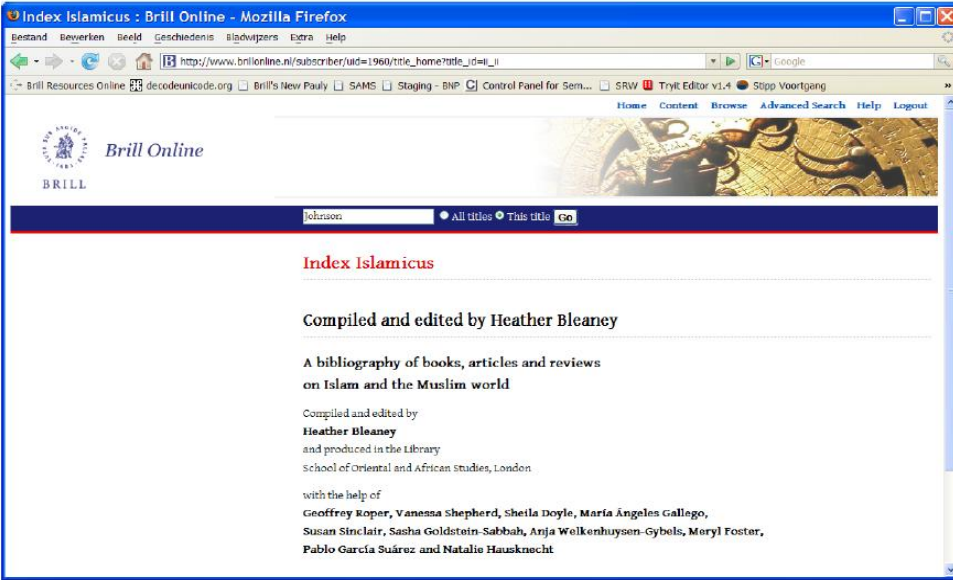 Index Islamicus : Brill Online - Mozilla Firefox
Bestand Bewerken Beeld Geschiedenis Bladwijzers Extra Help
http://www.brillonline.nl/subscriber/uid=1960/title_home?title_id=ii_ii
Google
Brill Resources Online decodeunicode.org Brill's New Pauly SAMS Staging - BNP Control Panel for Sem... SRW Tryit Editor v1.4 Stipp Voortgang »
Home Content Browse Advanced Search Help Logout
Brill Online
BRILL
Johnson All titles This title Go
Index Islamicus
Compiled and edited by Heather Bleaney
A bibliography of books, articles and reviews
on Islam and the Muslim world
Compiled and edited by
Heather Bleaney
and produced in the Library
School of Oriental and African Studies, London
with the help of
Geoffrey Roper, Vanessa Shepherd, Sheila Doyle, María Ángeles Gallego,
Susan Sinclair, Sasha Goldstein-Sabbah, Anja Welkenhuysen-Gybels, Meryl Foster,
Pablo García Suárez and Natalie Hausknecht